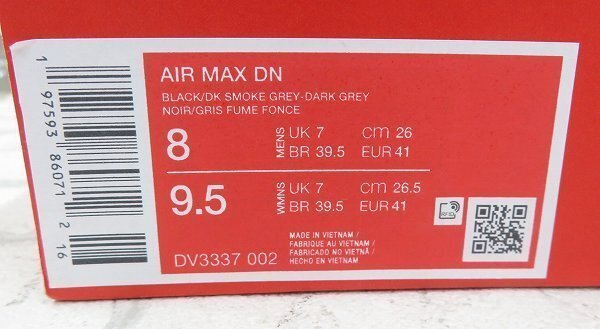 AIR MAX DN
BLACK/DK SMOKE GREY-DARK GREY
NOIR/GRIS FUME FONCE
8 MENS UK 7 cm 26
BR 39.5 EUR 41
9.5 WMNS UK 7 cm 26.5
BR 39.5 EUR 41
RFID
MADE IN VIETNAM /
FABRIQUE AU VIETNAM /
FABRICADO NO VIETNÃ /
HECHO EN VIETNAM
DV3337 002
1 97593 86071 2 16